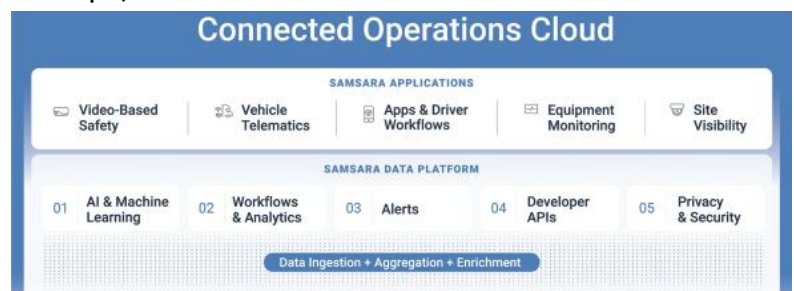 Connected Operations Cloud
SAMSARA APPLICATIONS
Video-Based
Safety
Vehicle
Telematics
Apps & Driver
Workflows
Equipment
Monitoring
Site
Visibility
SAMSARA DATA PLATFORM
01 AI & Machine
Learning
02 Workflows
& Analytics
03 Alerts
04 Developer
APIs
05 Privacy
& Security
Data Ingestion + Aggregation + Enrichment